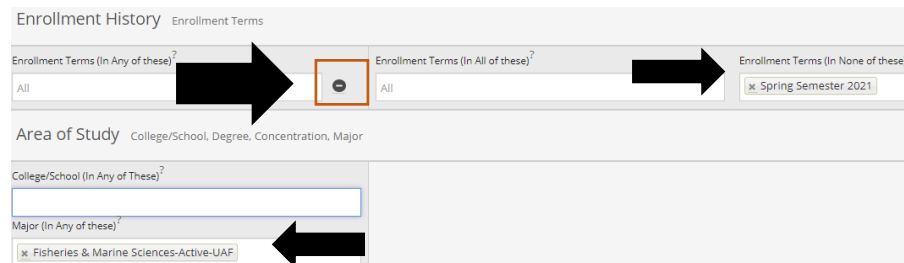 Enrollment History Enrollment Terms
Enrollment Terms (In Any of these)?
Enrollment Terms (In All of these)?
Enrollment Terms (In None of these
All
All
× Spring Semester 2021
Area of Study College/School, Degree, Concentration, Major
College/School (In Any of These)?
Major (In Any of these)?
× Fisheries & Marine Sciences-Active-UAF